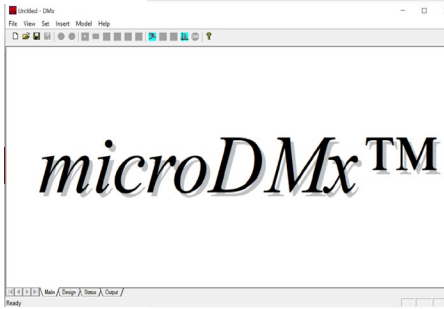 Untitled - DMx
File View Set Insert Model Help
microDMx™
Main Design Status Output
Ready